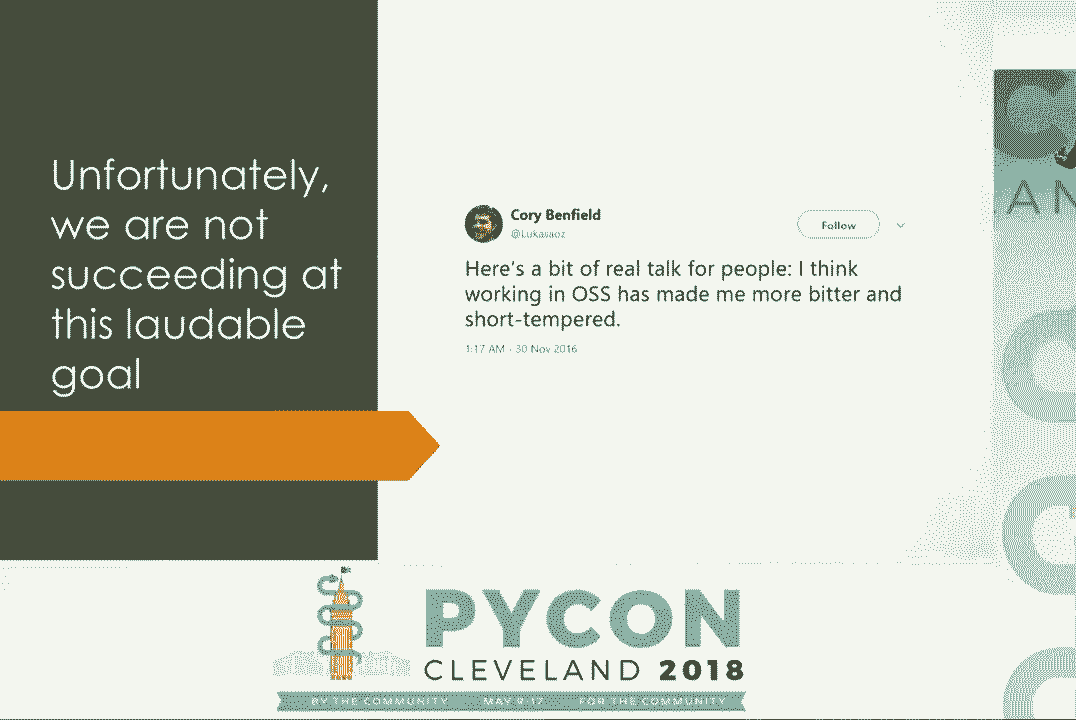 Unfortunately,
we are not
succeeding at
this laudable
goal
Cory Benfield
@Lukasaoz
Follow
Here's a bit of real talk for people: I think
working in OSS has made me more bitter and
short-tempered.
1:17 AM · 30 Nov 2016
PYCON
CLEVELAND 2018
BY THE COMMUNITY MAY 9-17 FOR THE COMMUNITY